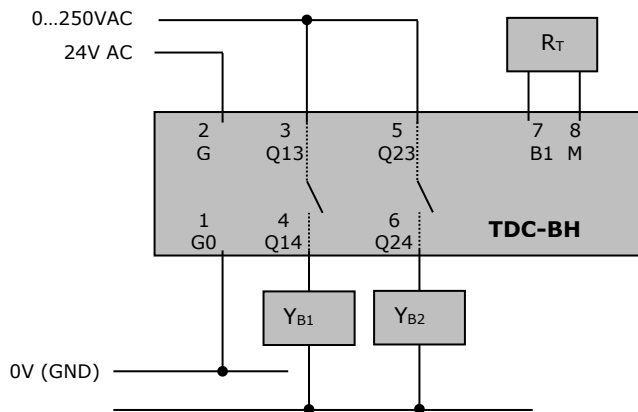 0...250VAC
24V AC
RT
2 3 5 7 8
G Q13 Q23 B1 M
1 4 6
G0 Q14 Q24 TDC-BH
YB1 YB2
0V (GND)